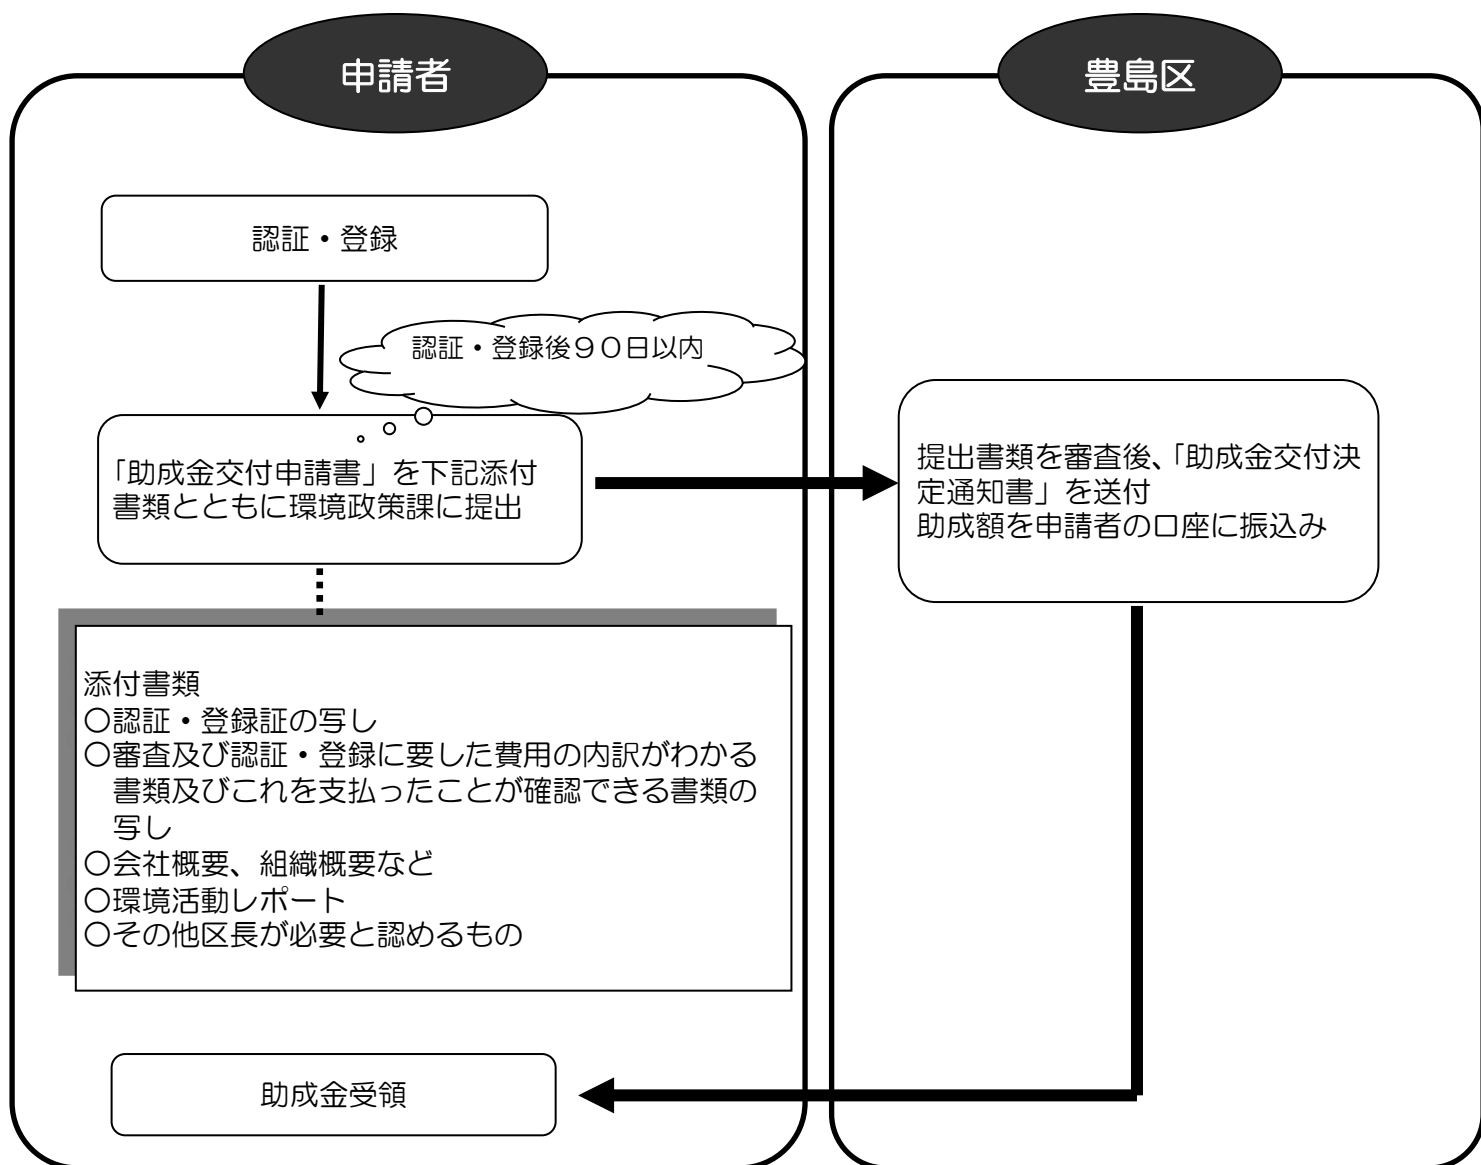 申請者
豊島区
認証・登録
認証・登録後９０日以内
「助成金交付申請書」を下記添付
書類とともに環境政策課に提出
提出書類を審査後、「助成金交付決
定通知書」を送付
助成額を申請者の口座に振込み
添付書類
○認証・登録証の写し
○審査及び認証・登録に要した費用の内訳がわかる
書類及びこれを支払ったことが確認できる書類の
写し
○会社概要、組織概要など
○環境活動レポート
○その他区長が必要と認めるもの
助成金受領